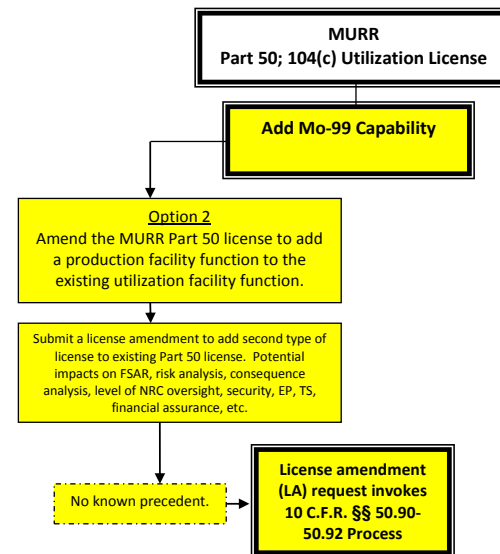 MURR
Part 50; 104(c) Utilization License
Add Mo-99 Capability
Option 2
Amend the MURR Part 50 license to add
a production facility function to the
existing utilization facility function.
Submit a license amendment to add second type of
license to existing Part 50 license.  Potential
impacts on FSAR, risk analysis, consequence
analysis, level of NRC oversight, security, EP, TS,
financial assurance, etc.
No known precedent.
License amendment
(LA) request invokes
10 C.F.R. §§ 50.90-
50.92 Process